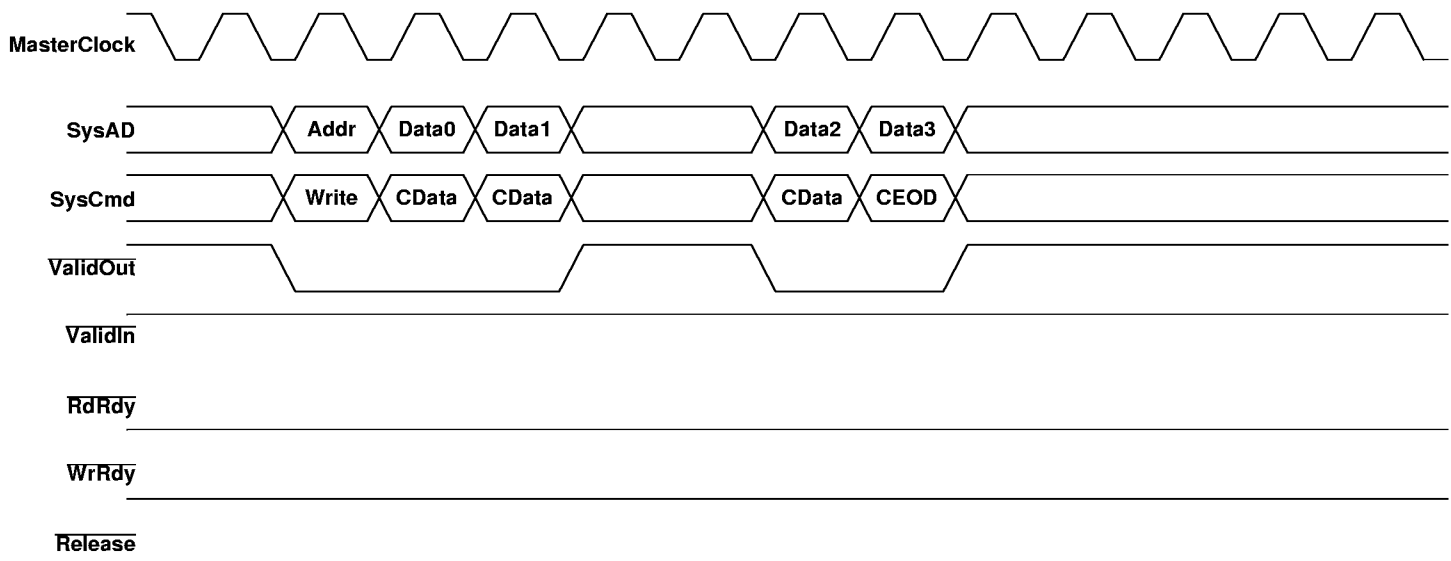 MasterClock
SysAD Addr Data0 Data1 Data2 Data3
SysCmd Write CData CData CData CEOD
ValidOut
ValidIn
RdRdy
WrRdy
Release